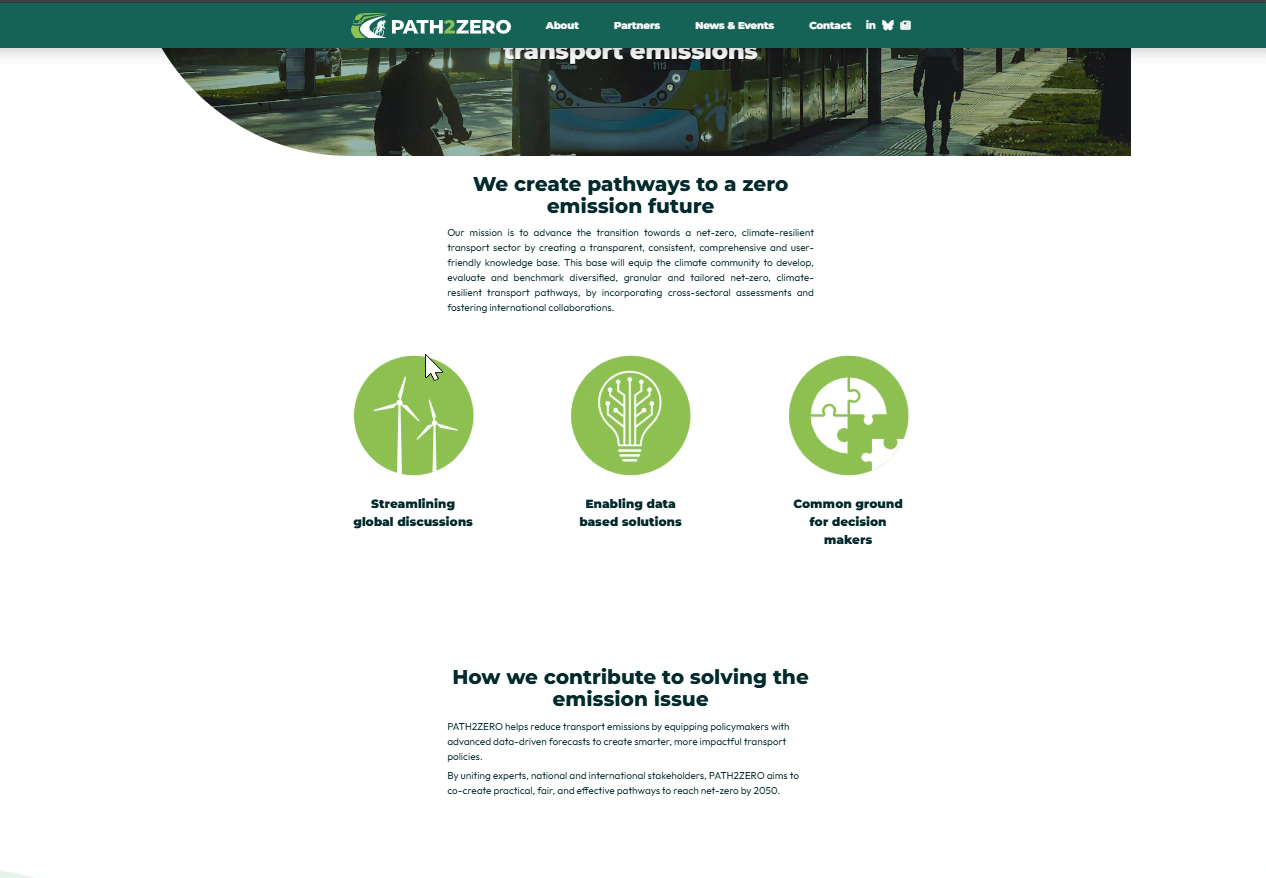 PATH2ZERO
About
Partners
News & Events
Contact
transport emissions
T113
We create pathways to a zero
emission future
Our mission is to advance the transition towards a net-zero, climate-resilient
transport sector by creating a transparent, consistent, comprehensive and user-
friendly knowledge base. This base will equip the climate community to develop,
evaluate and benchmark diversified, granular and tailored net-zero, climate-
resilient transport pathways, by incorporating cross-sectoral assessments and
fostering international collaborations.
Streamlining
global discussions
Enabling data
based solutions
Common ground
for decision
makers
How we contribute to solving the
emission issue
PATH2ZERO helps reduce transport emissions by equipping policymakers with
advanced data-driven forecasts to create smarter, more impactful transport
policies.
By uniting experts, national and international stakeholders, PATH2ZERO aims to
co-create practical, fair, and effective pathways to reach net-zero by 2050.